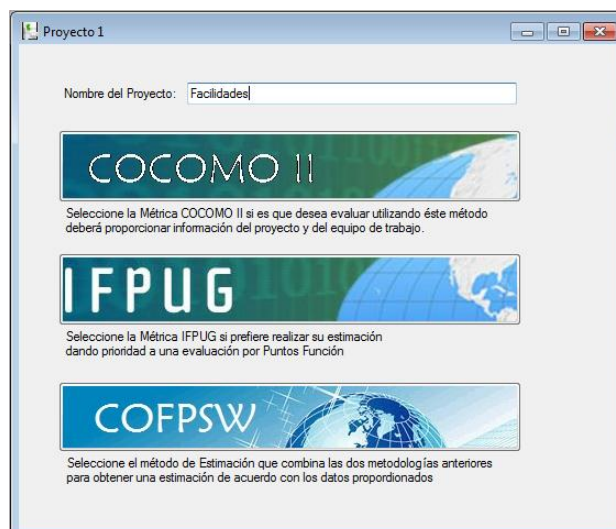 Proyecto 1
Nombre del Proyecto: Facilidades
COCOMO II
Seleccione la Métrica COCOMO II si es que desea evaluar utilizando éste método
deberá proporcionar información del proyecto y del equipo de trabajo.
IFPUG
Seleccione la Métrica IFPUG si prefiere realizar su estimación
dando prioridad a una evaluación por Puntos Función
COFPSW
Seleccione el método de Estimación que combina las dos metodologías anteriores
para obtener una estimación de acuerdo con los datos propordionados